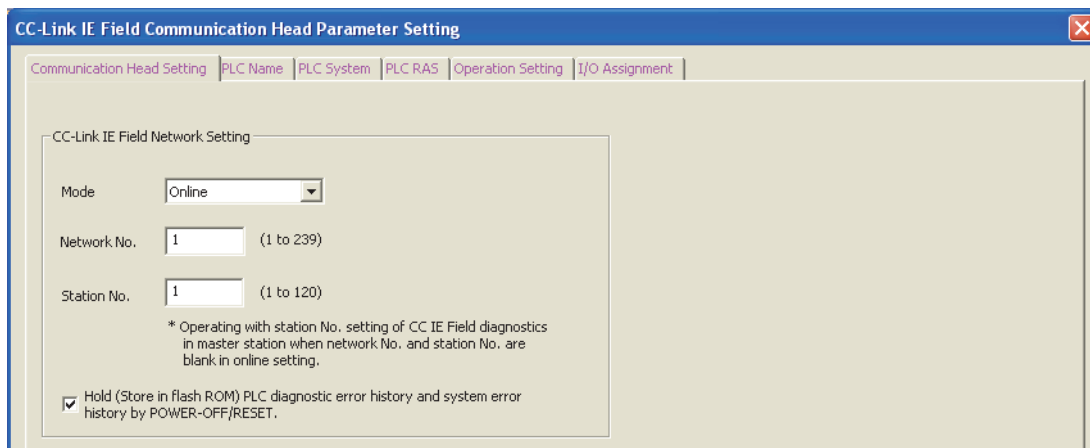 CC-Link IE Field Communication Head Parameter Setting
Communication Head Setting PLC Name PLC System PLC RAS Operation Setting I/O Assignment
CC-Link IE Field Network Setting
Mode Online
Network No. 1 (1 to 239)
Station No. 1 (1 to 120)
* Operating with station No. setting of CC IE Field diagnostics
in master station when network No. and station No. are
blank in online setting.
Hold (Store in flash ROM) PLC diagnostic error history and system error
history by POWER-OFF/RESET.